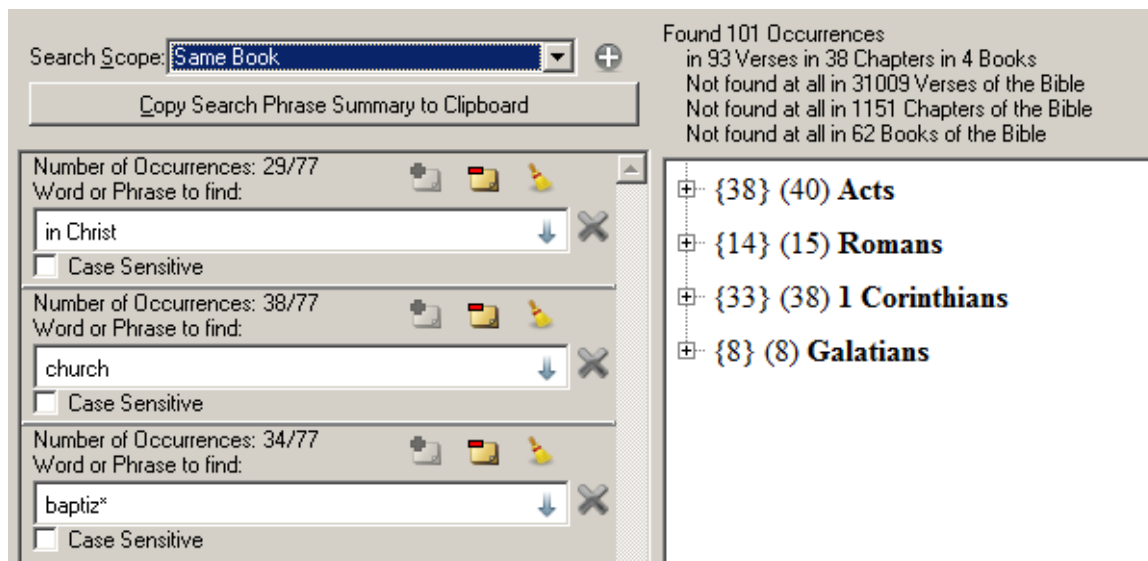 Search Scope: Same Book
Copy Search Phrase Summary to Clipboard
Number of Occurrences: 29/77
Word or Phrase to find:
in Christ
Case Sensitive
Number of Occurrences: 38/77
Word or Phrase to find:
church
Case Sensitive
Number of Occurrences: 34/77
Word or Phrase to find:
baptiz*
Case Sensitive
Found 101 Occurrences
in 93 Verses in 38 Chapters in 4 Books
Not found at all in 31009 Verses of the Bible
Not found at all in 1151 Chapters of the Bible
Not found at all in 62 Books of the Bible
{38} (40) Acts
{14} (15) Romans
{33} (38) 1 Corinthians
{8} (8) Galatians